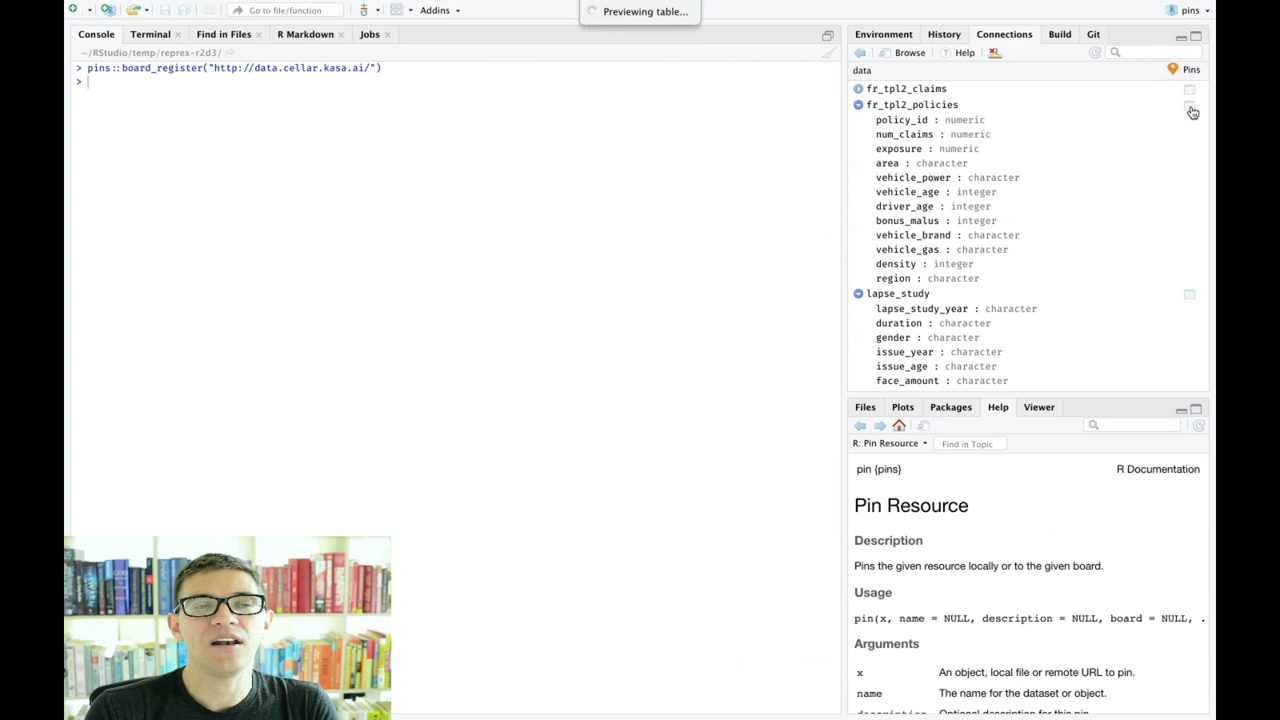 Go to file/function
Addins
Previewing table...
pins
Console
Terminal
Find in Files
R Markdown
Jobs
~/RStudio/temp/reprex-r2d3/
> pins::board_register("http://data.cellar.kasa.ai/")
>
Environment
History
Connections
Build
Git
Browse
Help
data
Pins
fr_tpl2_claims
fr_tpl2_policies
policy_id : numeric
num_claims : numeric
exposure : numeric
area : character
vehicle_power : character
vehicle_age : integer
driver_age : integer
bonus_malus : integer
vehicle_brand : character
vehicle_gas : character
density : integer
region : character
lapse_study
lapse_study_year : character
duration : character
gender : character
issue_year : character
issue_age : character
face_amount : character
Files
Plots
Packages
Help
Viewer
R: Pin Resource
Find in Topic
pin {pins}
R Documentation
Pin Resource
Description
Pins the given resource locally or to the given board.
Usage
pin(x, name = NULL, description = NULL, board = NULL, .
Arguments
x An object, local file or remote URL to pin.
name The name for the dataset or object.
description Optional description for this pin.